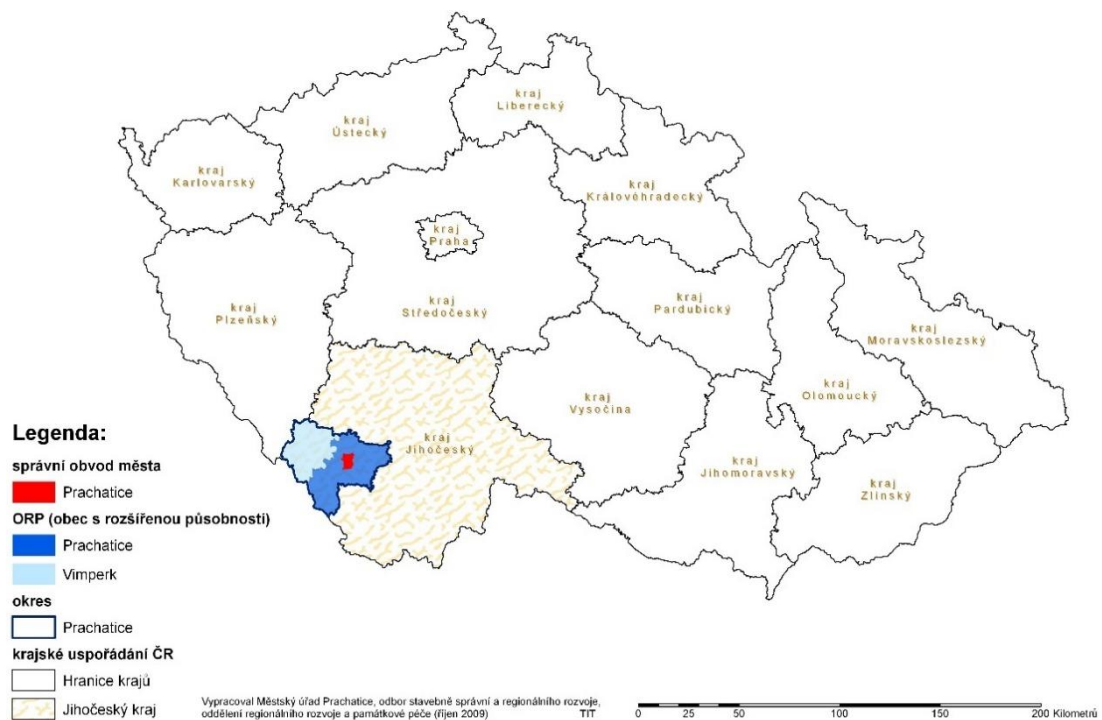 kraj
Liberecký
kraj
Ústecký
kraj
Karlovarský
kraj
Královéhradecký
kraj
Praha
kraj
Plzeňský
kraj
Středočeský
kraj
Pardubický
kraj
Moravskoslezský
kraj
Olomoucký
kraj
Vysočina
kraj
Jihočeský
kraj
Jihomoravský
kraj
Zlínský
Legenda:
správní obvod města
Prachatice
ORP (obec s rozšířenou působností)
Prachatice
Vimperk
okres
Prachatice
krajské uspořádání ČR
Hranice krajů
Jihočeský kraj
Vypracoval Městský úřad Prachatice, odbor stavebně správní a regionálního rozvoje,
oddělení regionálního rozvoje a památkové péče (říjen 2009) TIT
0 25 50 100 150 200 Kilometrů